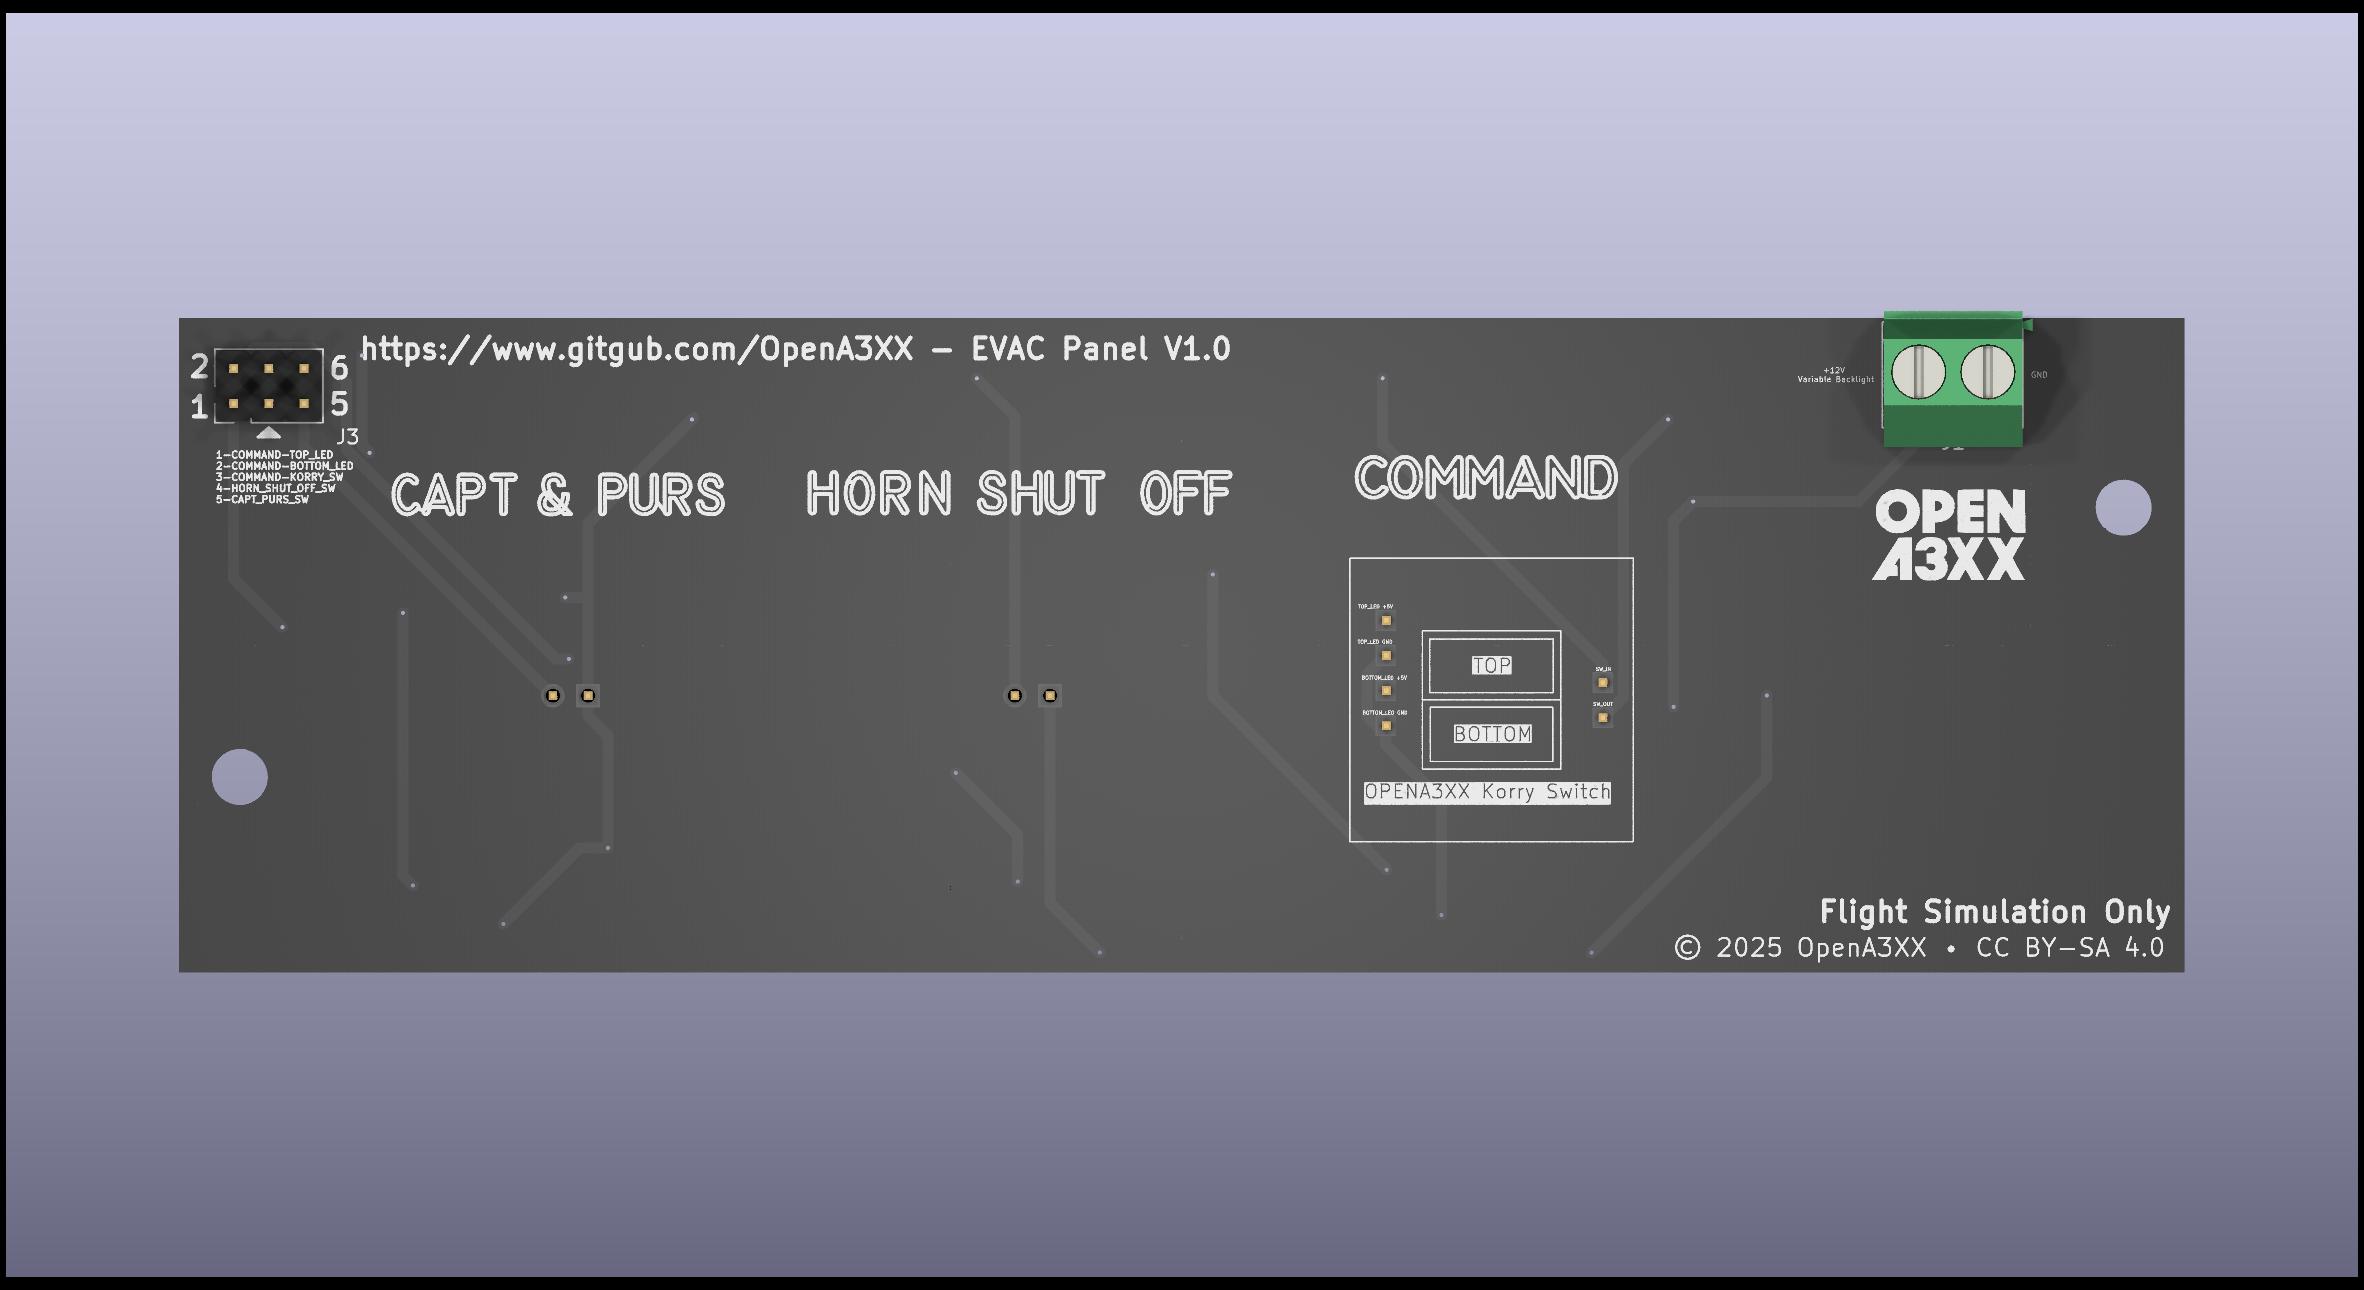 https://www.gitgub.com/OpenA3XX - EVAC Panel V1.0
2
6
1
5
J3
1-COMMAND-TOP_LED
2-COMMAND-BOTTOM_LED
3-COMMAND-KORRY_SW
4-HORN_SHUT_OFF_SW
5-CAPT_PURS_SW
CAPT & PURS
HORN SHUT OFF
COMMAND
+12V
Variable Backlight
GND
OPEN
A3XX
TOP_LED +5V
TOP_LED GND
BOTTOM_LED +5V
BOTTOM_LED GND
TOP
BOTTOM
SW_IN
SW_OUT
OPENA3XX Korry Switch
Flight Simulation Only
© 2025 OpenA3XX • CC BY-SA 4.0